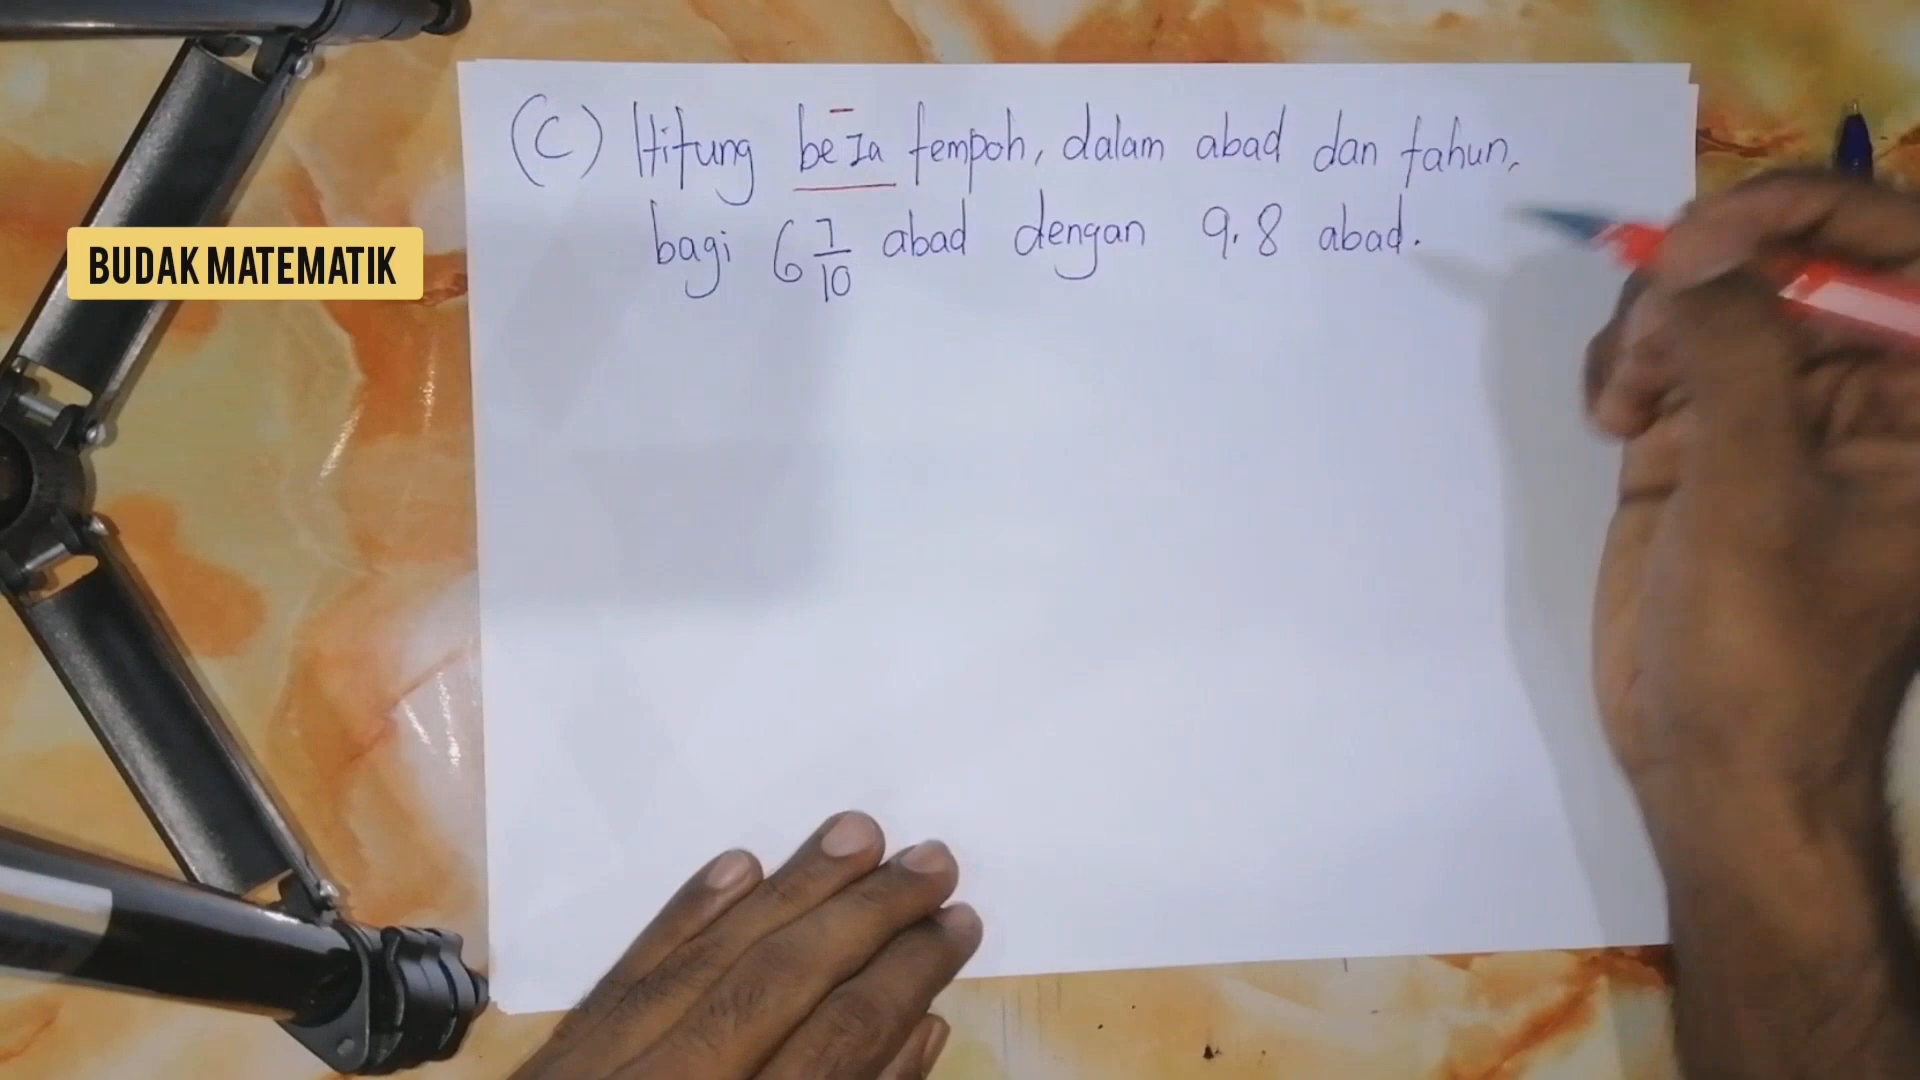 (C) Hitung beza tempoh, dalam abad dan tahun,
bagi 6 7/10 abad dengan 9.8 abad.
BUDAK MATEMATIK